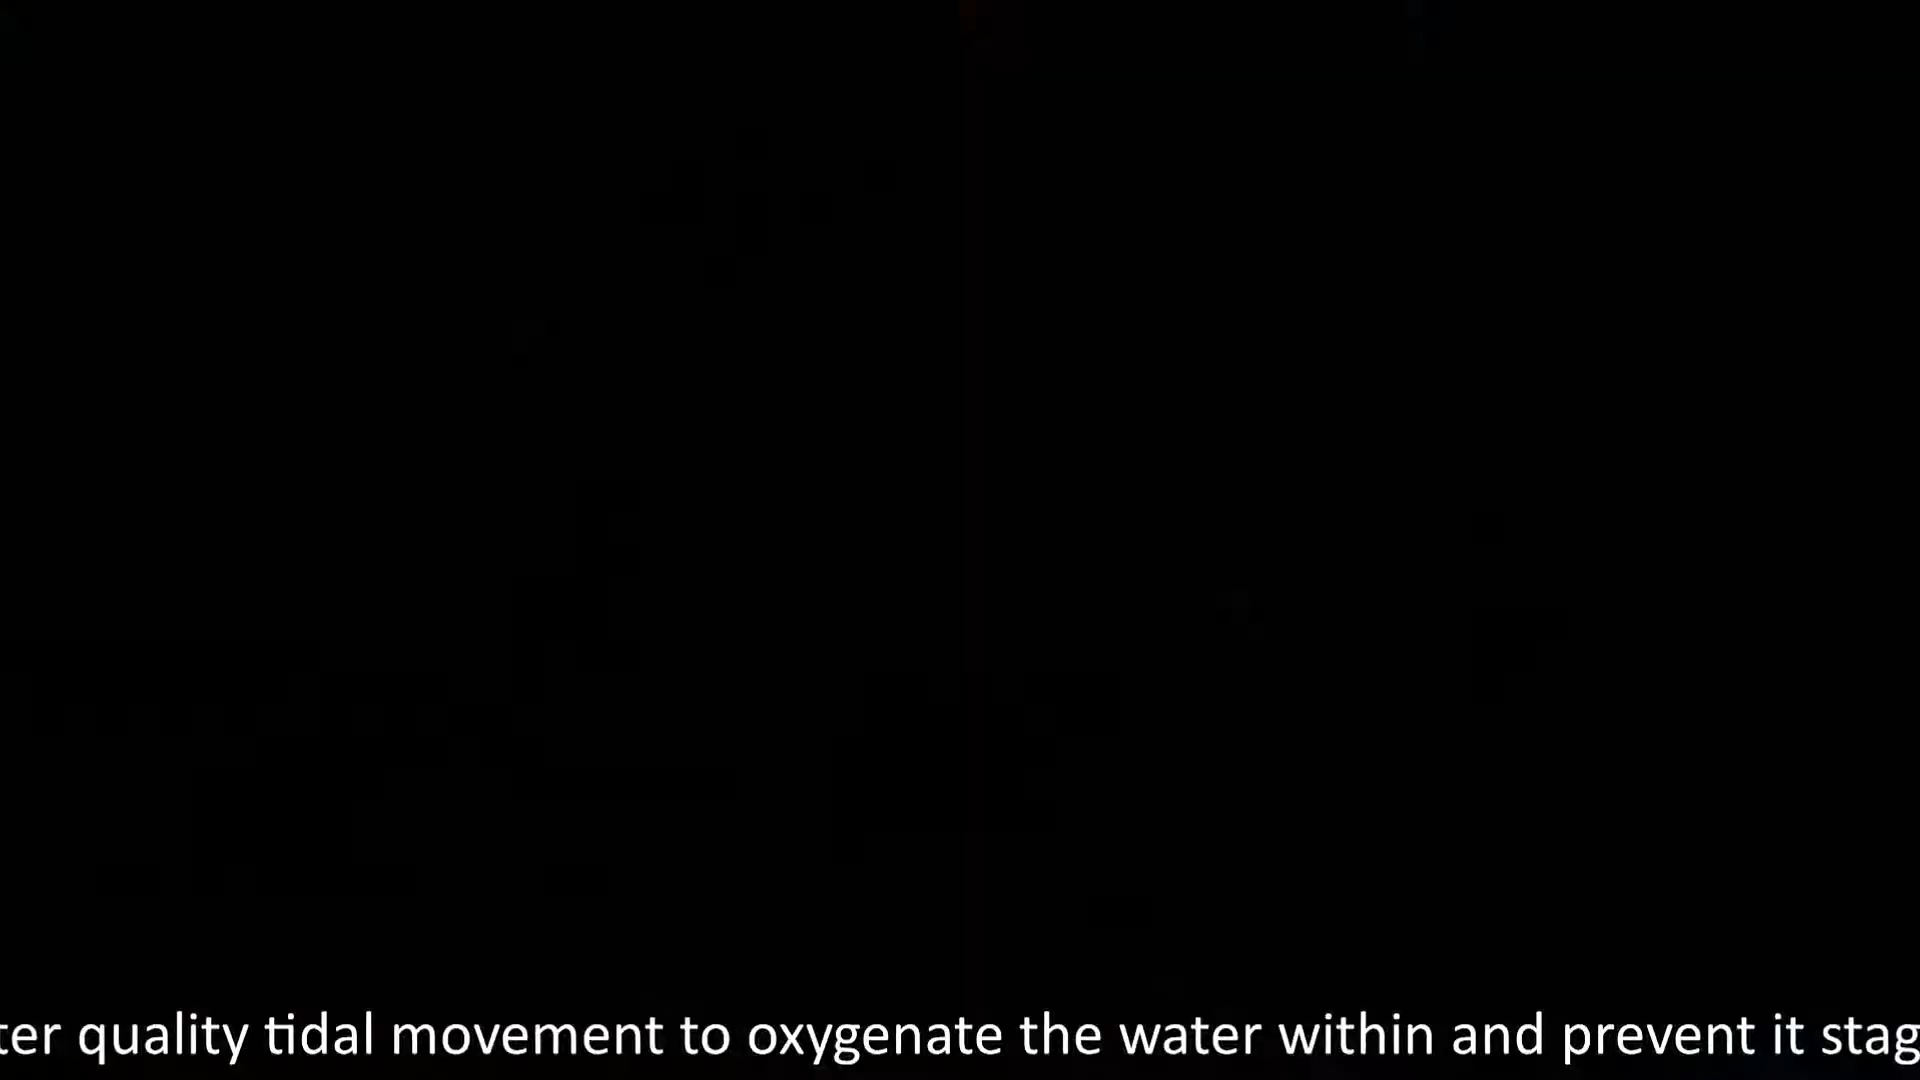 ter quality tidal movement to oxygenate the water within and prevent it stag